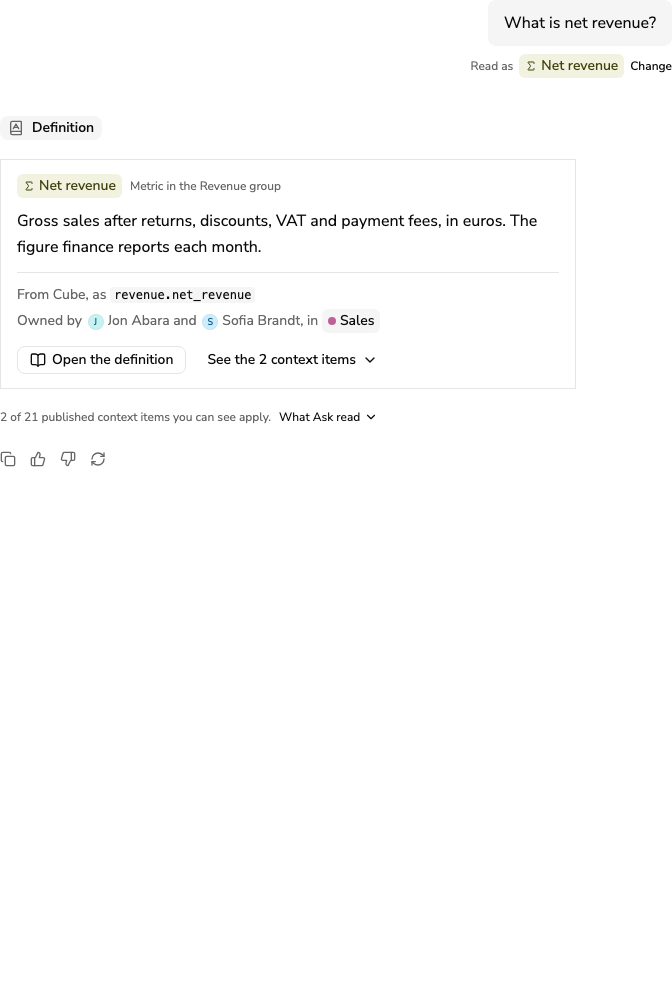 What is net revenue?
Read as Σ Net revenue Change
Definition
Σ Net revenue Metric in the Revenue group
Gross sales after returns, discounts, VAT and payment fees, in euros. The
figure finance reports each month.
From Cube, as revenue.net_revenue
Owned by J Jon Abara and S Sofia Brandt, in Sales
Open the definition See the 2 context items
2 of 21 published context items you can see apply. What Ask read